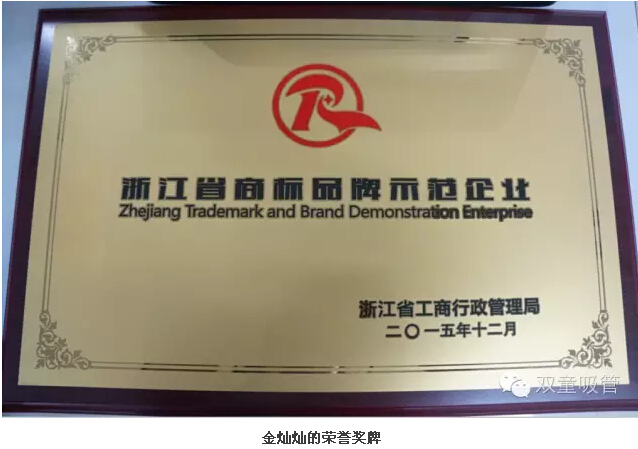 浙江省商标品牌示范企业
Zhejiang Trademark and Brand Demonstration Enterprise
浙江省工商行政管理局
二〇一五年十二月
双童吸管
金灿灿的荣誉奖牌